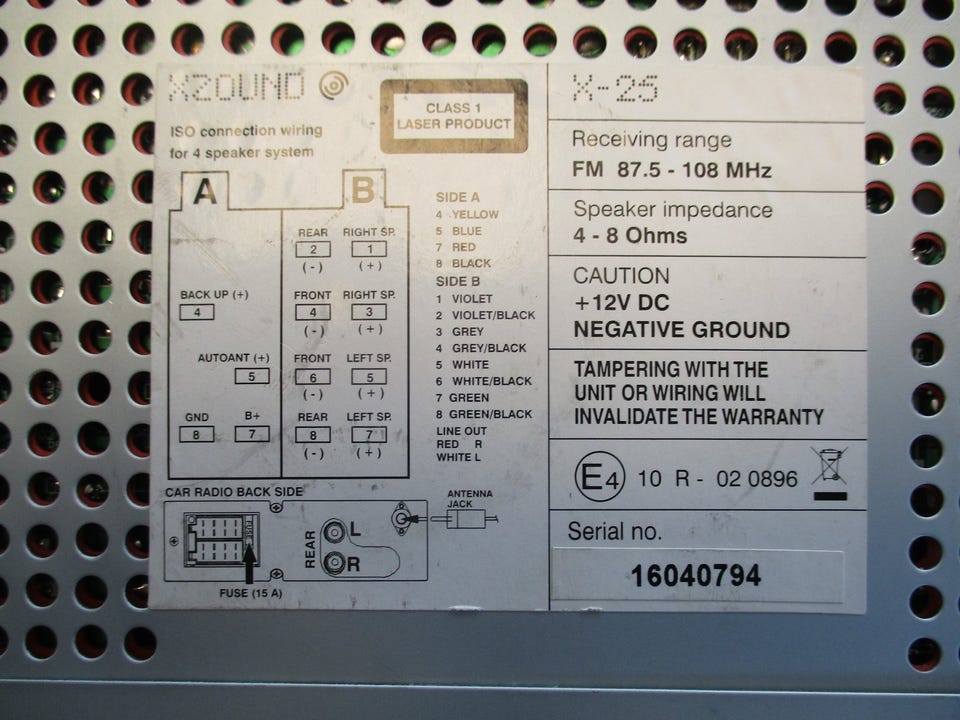 XZOUND
CLASS 1
LASER PRODUCT
ISO connection wiring
for 4 speaker system
A
B
REAR RIGHT SP.
2 1
(-) (+)
BACK UP (+)
4
FRONT RIGHT SP.
4 3
(-) (+)
AUTOANT (+)
5
FRONT LEFT SP.
6 5
(-) (+)
GND B+
8 7
REAR LEFT SP.
8 7
(-) (+)
SIDE A
4 YELLOW
5 BLUE
7 RED
8 BLACK
SIDE B
1 VIOLET
2 VIOLET/BLACK
3 GREY
4 GREY/BLACK
5 WHITE
6 WHITE/BLACK
7 GREEN
8 GREEN/BLACK
LINE OUT
RED R
WHITE L
CAR RADIO BACK SIDE
FUSE
REAR
L
R
ANTENNA
JACK
FUSE (15 A)
X-25
Receiving range
FM 87.5 - 108 MHz
Speaker impedance
4 - 8 Ohms
CAUTION
+12V DC
NEGATIVE GROUND
TAMPERING WITH THE
UNIT OR WIRING WILL
INVALIDATE THE WARRANTY
E4 10 R - 02 0896
Serial no.
16040794